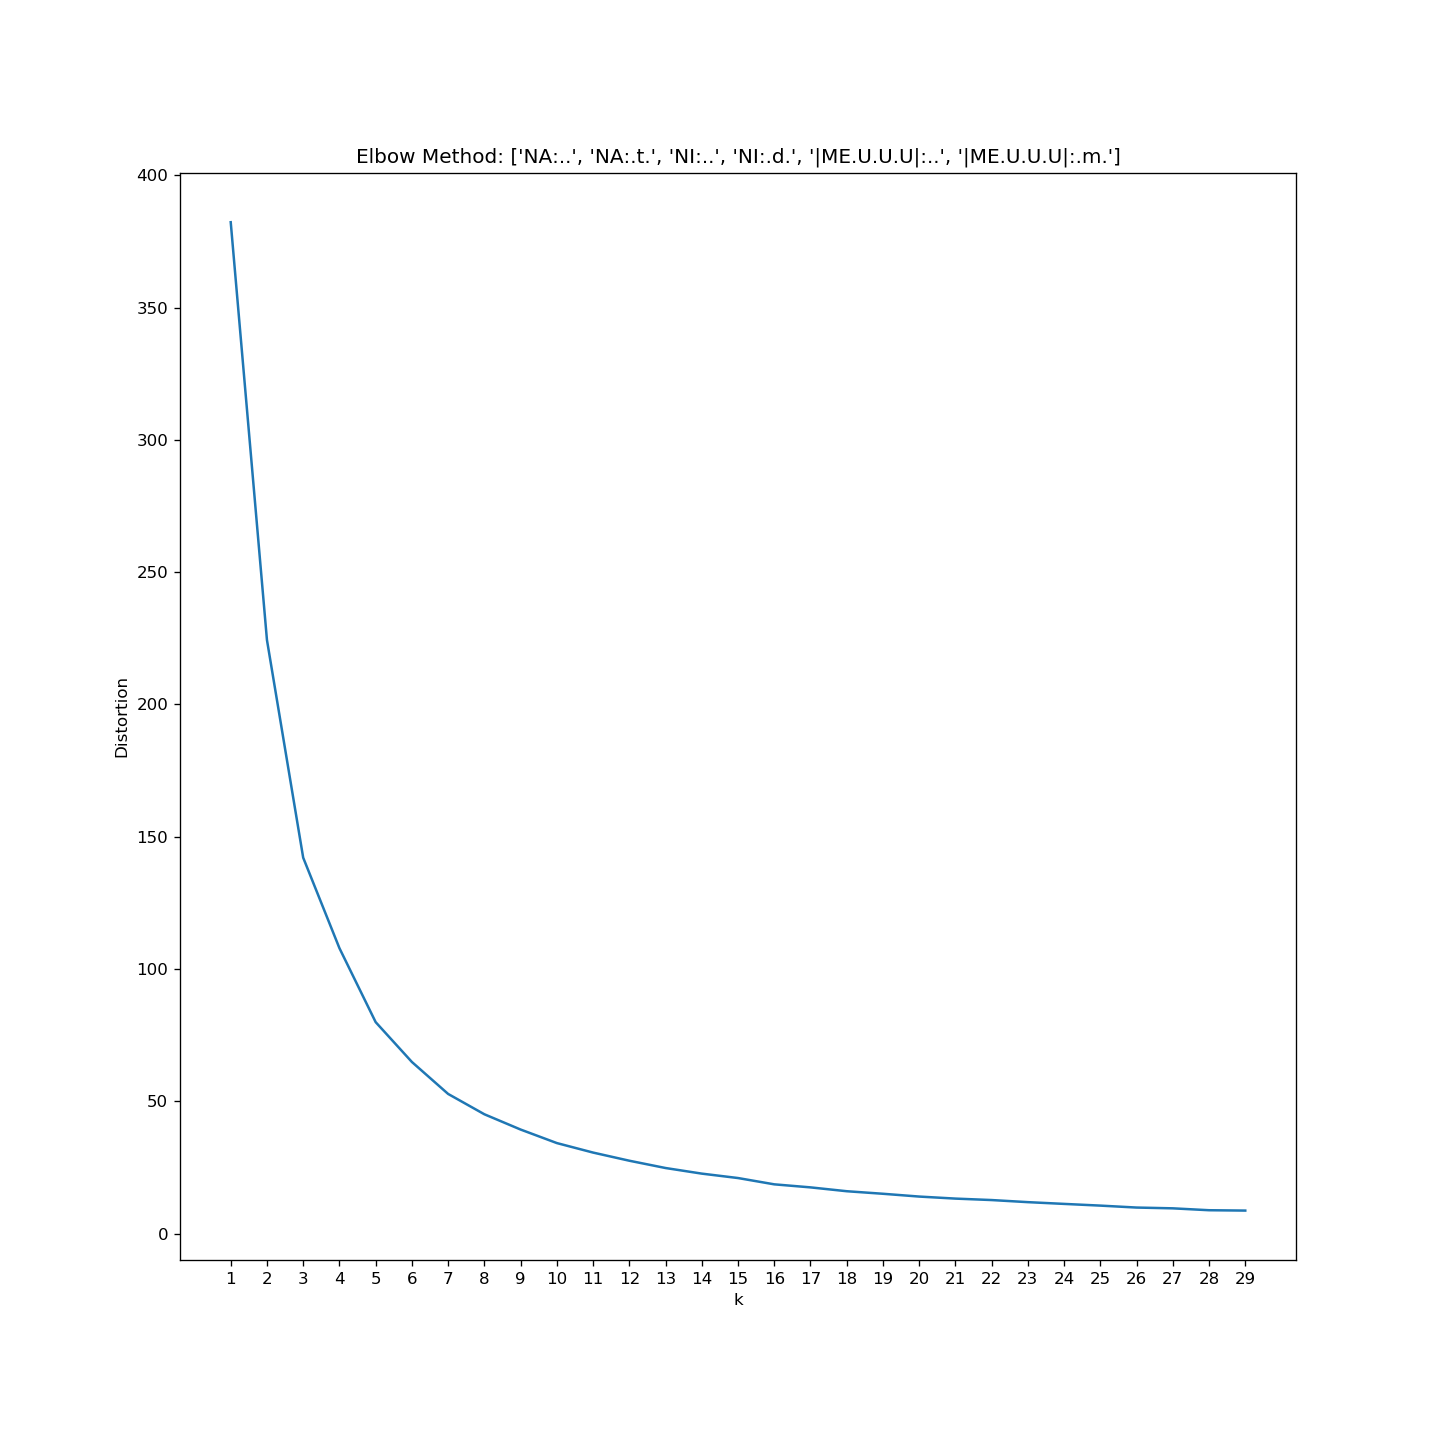 Elbow Method: ['NA:..', 'NA:.t.', 'NI:..', 'NI:.d.', '|ME.U.U.U|:..', '|ME.U.U.U|:.m.']
400
350
300
250
200
150
100
50
0
Distortion
1 2 3 4 5 6 7 8 9 10 11 12 13 14 15 16 17 18 19 20 21 22 23 24 25 26 27 28 29
k